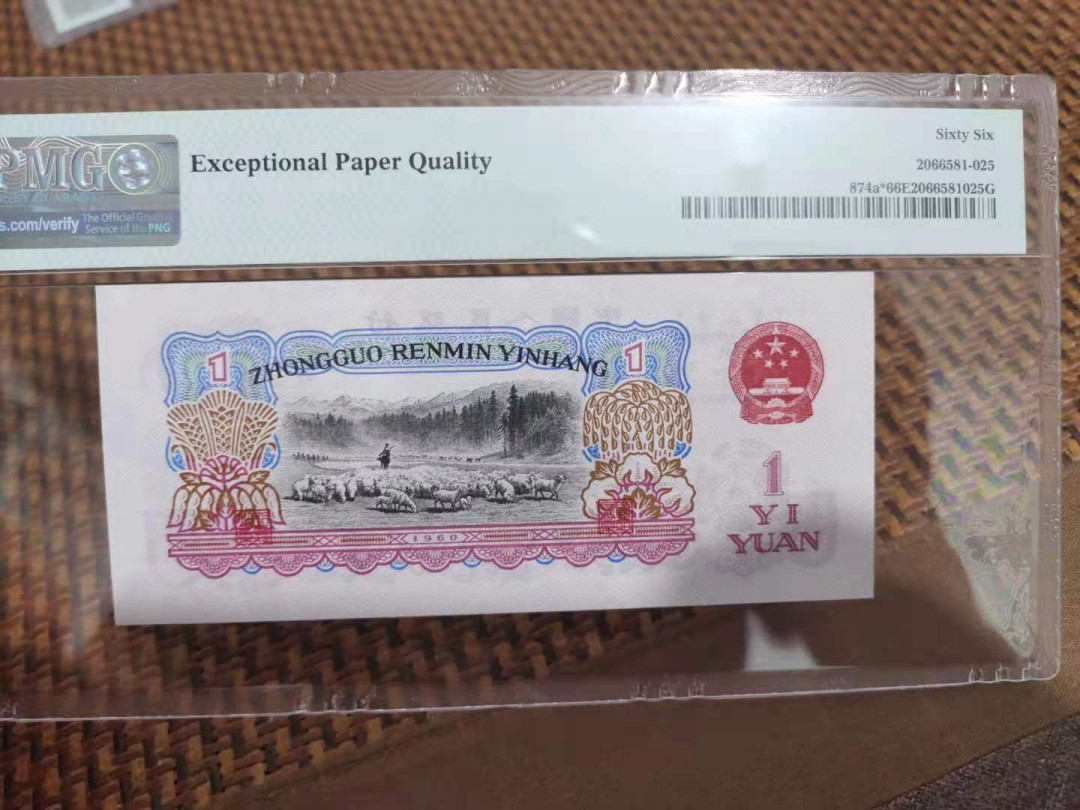 Sixty Six
PMG
Exceptional Paper Quality
2066581-025
874a*66E2066581025G
s.com/verify
The Official Grading
Service of the PNG
1 ZHONGGUO RENMIN YINHANG 1
1
YI
YUAN
1960